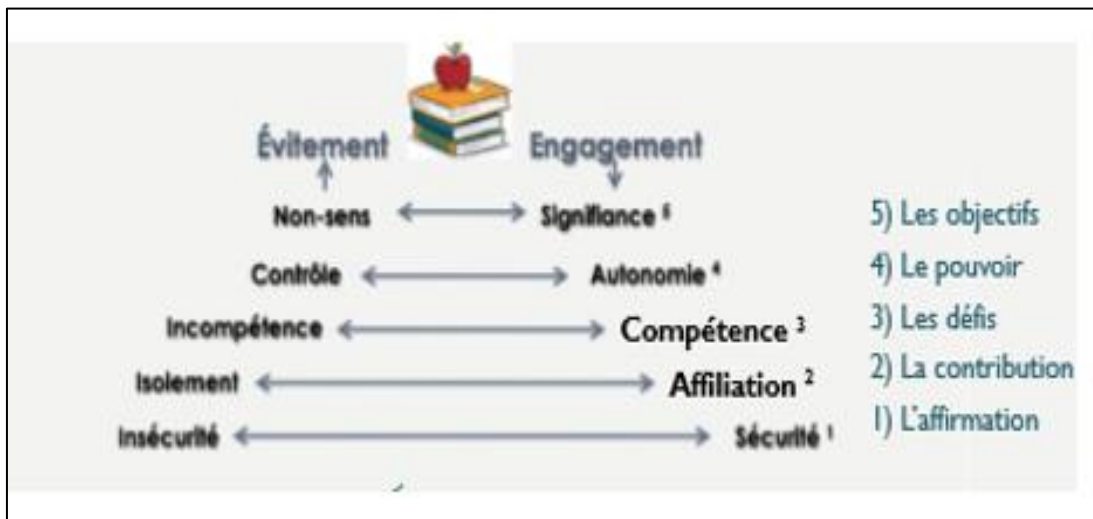 Évitement Engagement
Non-sens Signifiance ⁵ 5) Les objectifs
Contrôle Autonomie ⁴ 4) Le pouvoir
Incompétence Compétence ³ 3) Les défis
Isolement Affiliation ² 2) La contribution
Insécurité Sécurité ¹ 1) L'affirmation